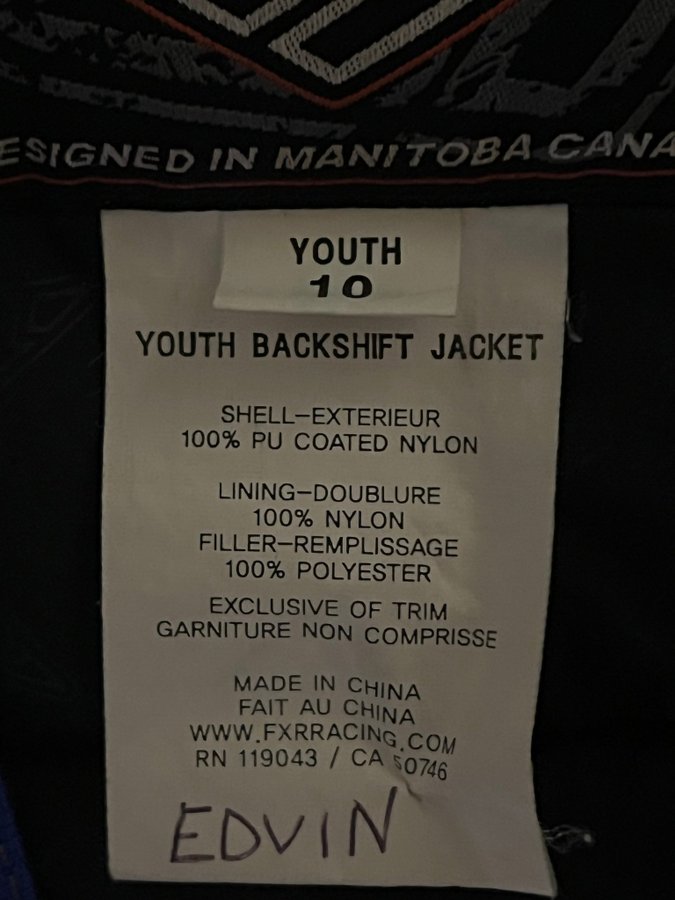 ESIGNED IN MANITOBA CANA
YOUTH
10
YOUTH BACKSHIFT JACKET
SHELL-EXTERIEUR
100% PU COATED NYLON
LINING-DOUBLURE
100% NYLON
FILLER-REMPLISSAGE
100% POLYESTER
EXCLUSIVE OF TRIM
GARNITURE NON COMPRISSE
MADE IN CHINA
FAIT AU CHINA
WWW.FXRRACING.COM
RN 119043 / CA 50746
EDVIN